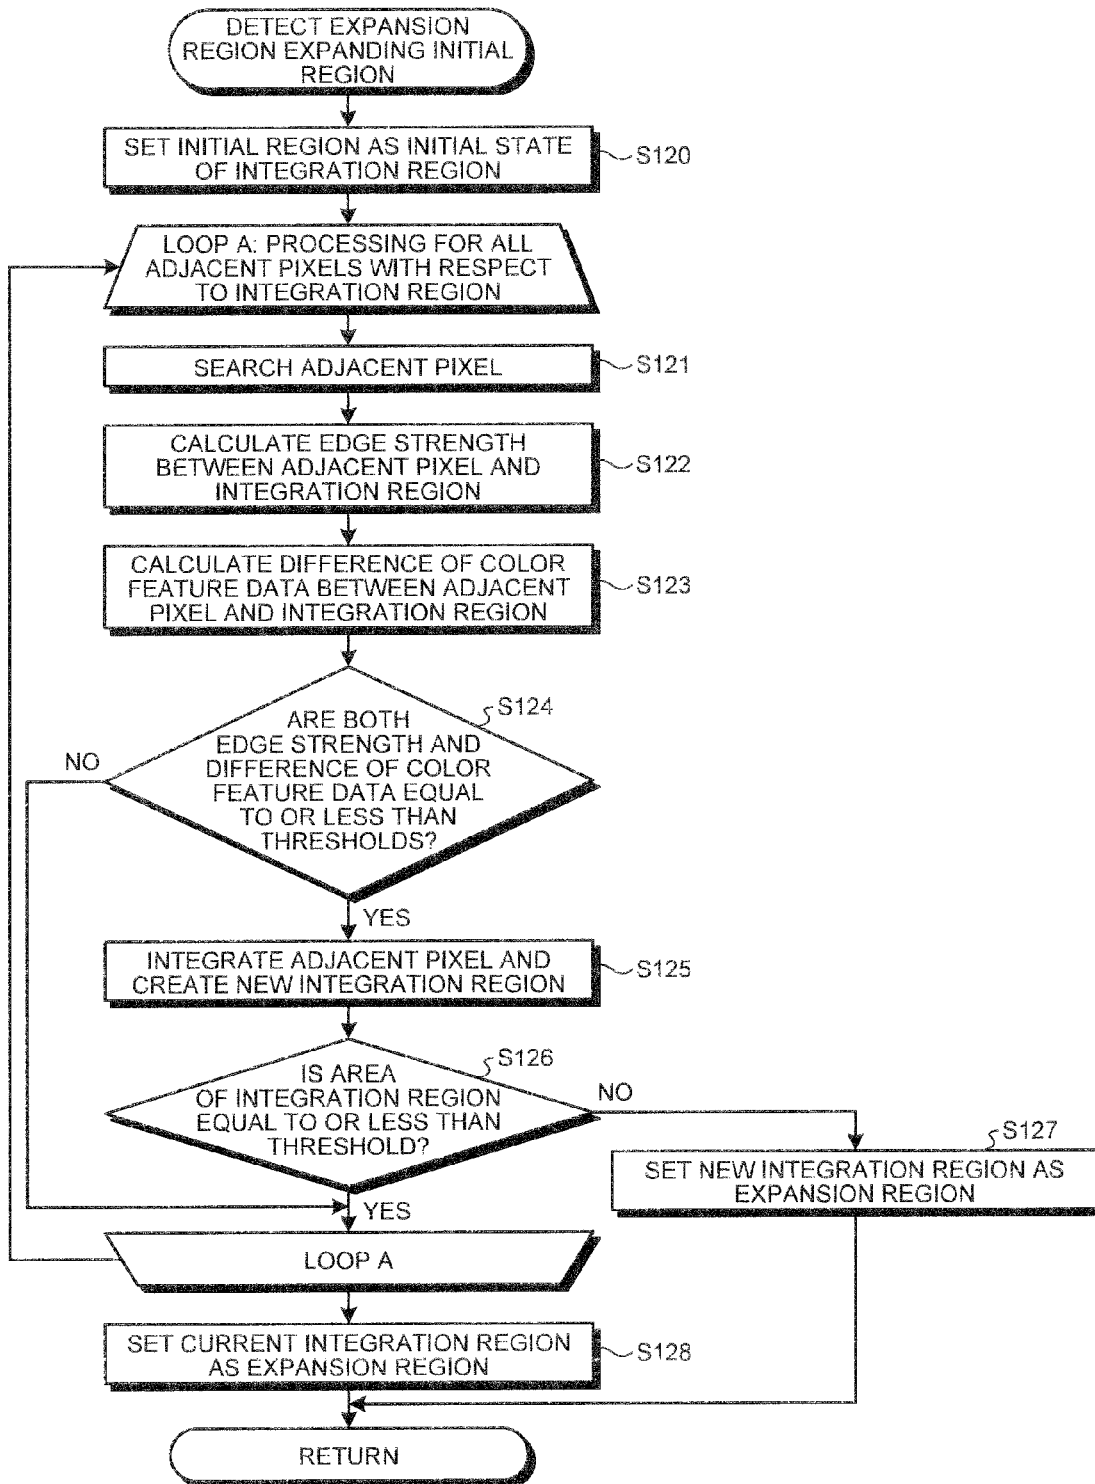 DETECT EXPANSION
REGION EXPANDING INITIAL
REGION
SET INITIAL REGION AS INITIAL STATE
OF INTEGRATION REGION
S120
LOOP A: PROCESSING FOR ALL
ADJACENT PIXELS WITH RESPECT
TO INTEGRATION REGION
SEARCH ADJACENT PIXEL
S121
CALCULATE EDGE STRENGTH
BETWEEN ADJACENT PIXEL AND
INTEGRATION REGION
S122
CALCULATE DIFFERENCE OF COLOR
FEATURE DATA BETWEEN ADJACENT
PIXEL AND INTEGRATION REGION
S123
S124
ARE BOTH
EDGE STRENGTH AND
DIFFERENCE OF COLOR
FEATURE DATA EQUAL
TO OR LESS THAN
THRESHOLDS?
NO
YES
INTEGRATE ADJACENT PIXEL AND
CREATE NEW INTEGRATION REGION
S125
S126
IS AREA
OF INTEGRATION REGION
EQUAL TO OR LESS THAN
THRESHOLD?
NO
S127
SET NEW INTEGRATION REGION AS
EXPANSION REGION
YES
LOOP A
SET CURRENT INTEGRATION REGION
AS EXPANSION REGION
S128
RETURN